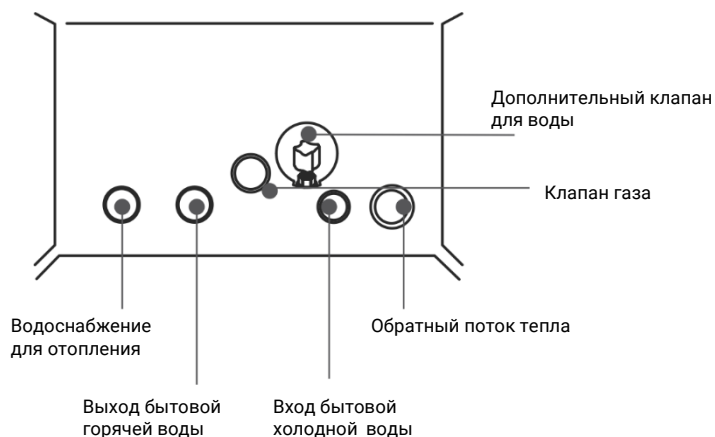 Дополнительный клапан
для воды
Клапан газа
Водоснабжение
для отопления
Обратный поток тепла
Выход бытовой
горячей воды
Вход бытовой
холодной воды